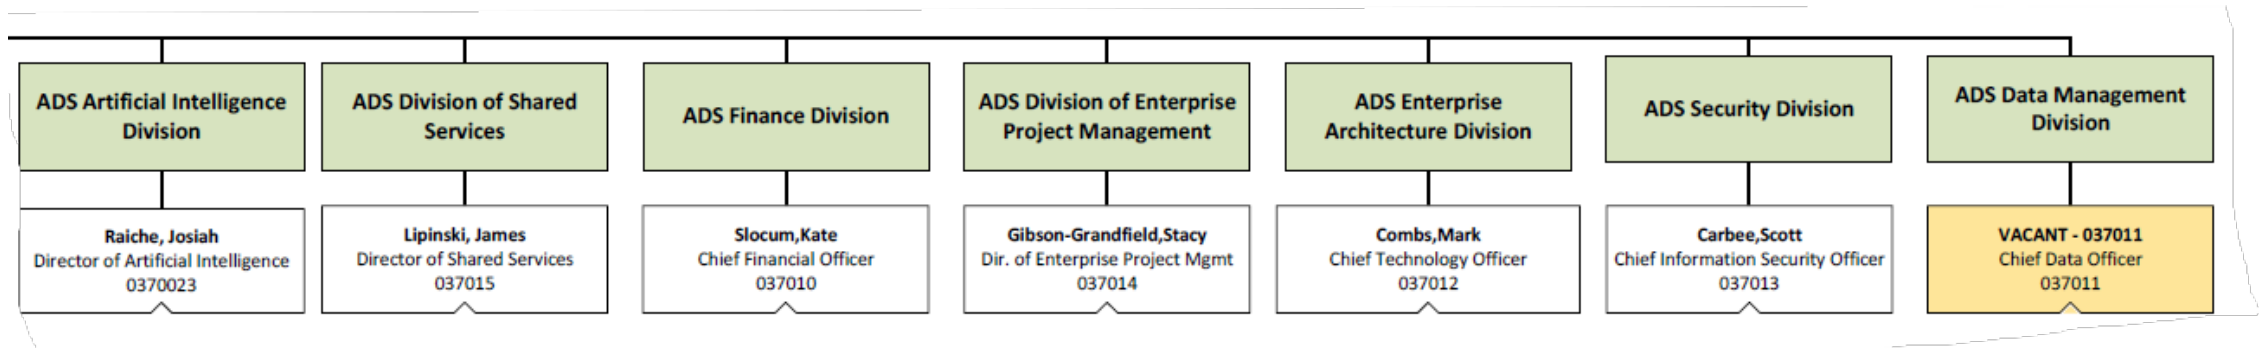 ADS Artificial Intelligence
Division
Raiche, Josiah
Director of Artificial Intelligence
0370023
ADS Division of Shared
Services
Lipinski, James
Director of Shared Services
037015
ADS Finance Division
Slocum,Kate
Chief Financial Officer
037010
ADS Division of Enterprise
Project Management
Gibson-Grandfield,Stacy
Dir. of Enterprise Project Mgmt
037014
ADS Enterprise
Architecture Division
Combs,Mark
Chief Technology Officer
037012
ADS Security Division
Carbee,Scott
Chief Information Security Officer
037013
ADS Data Management
Division
VACANT - 037011
Chief Data Officer
037011